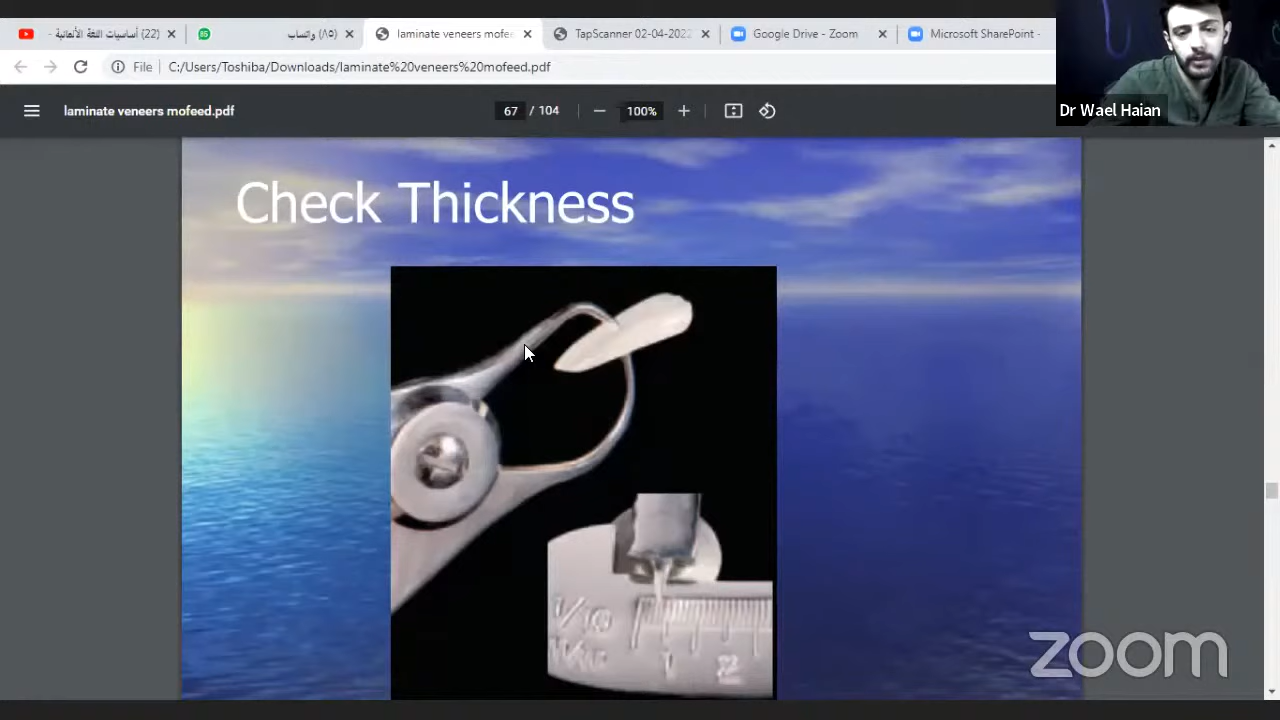 (22) أساسيات اللغة الألمانية -
(٨٥) واتساب
laminate veneers mofe
TapScanner 02-04-2022
Google Drive - Zoom
Microsoft SharePoint -
File
C:/Users/Toshiba/Downloads/laminate%20veneers%20mofeed.pdf
laminate veneers mofeed.pdf
67 / 104
100%
Dr Wael Haian
Check Thickness
1/10
1 2
zoom